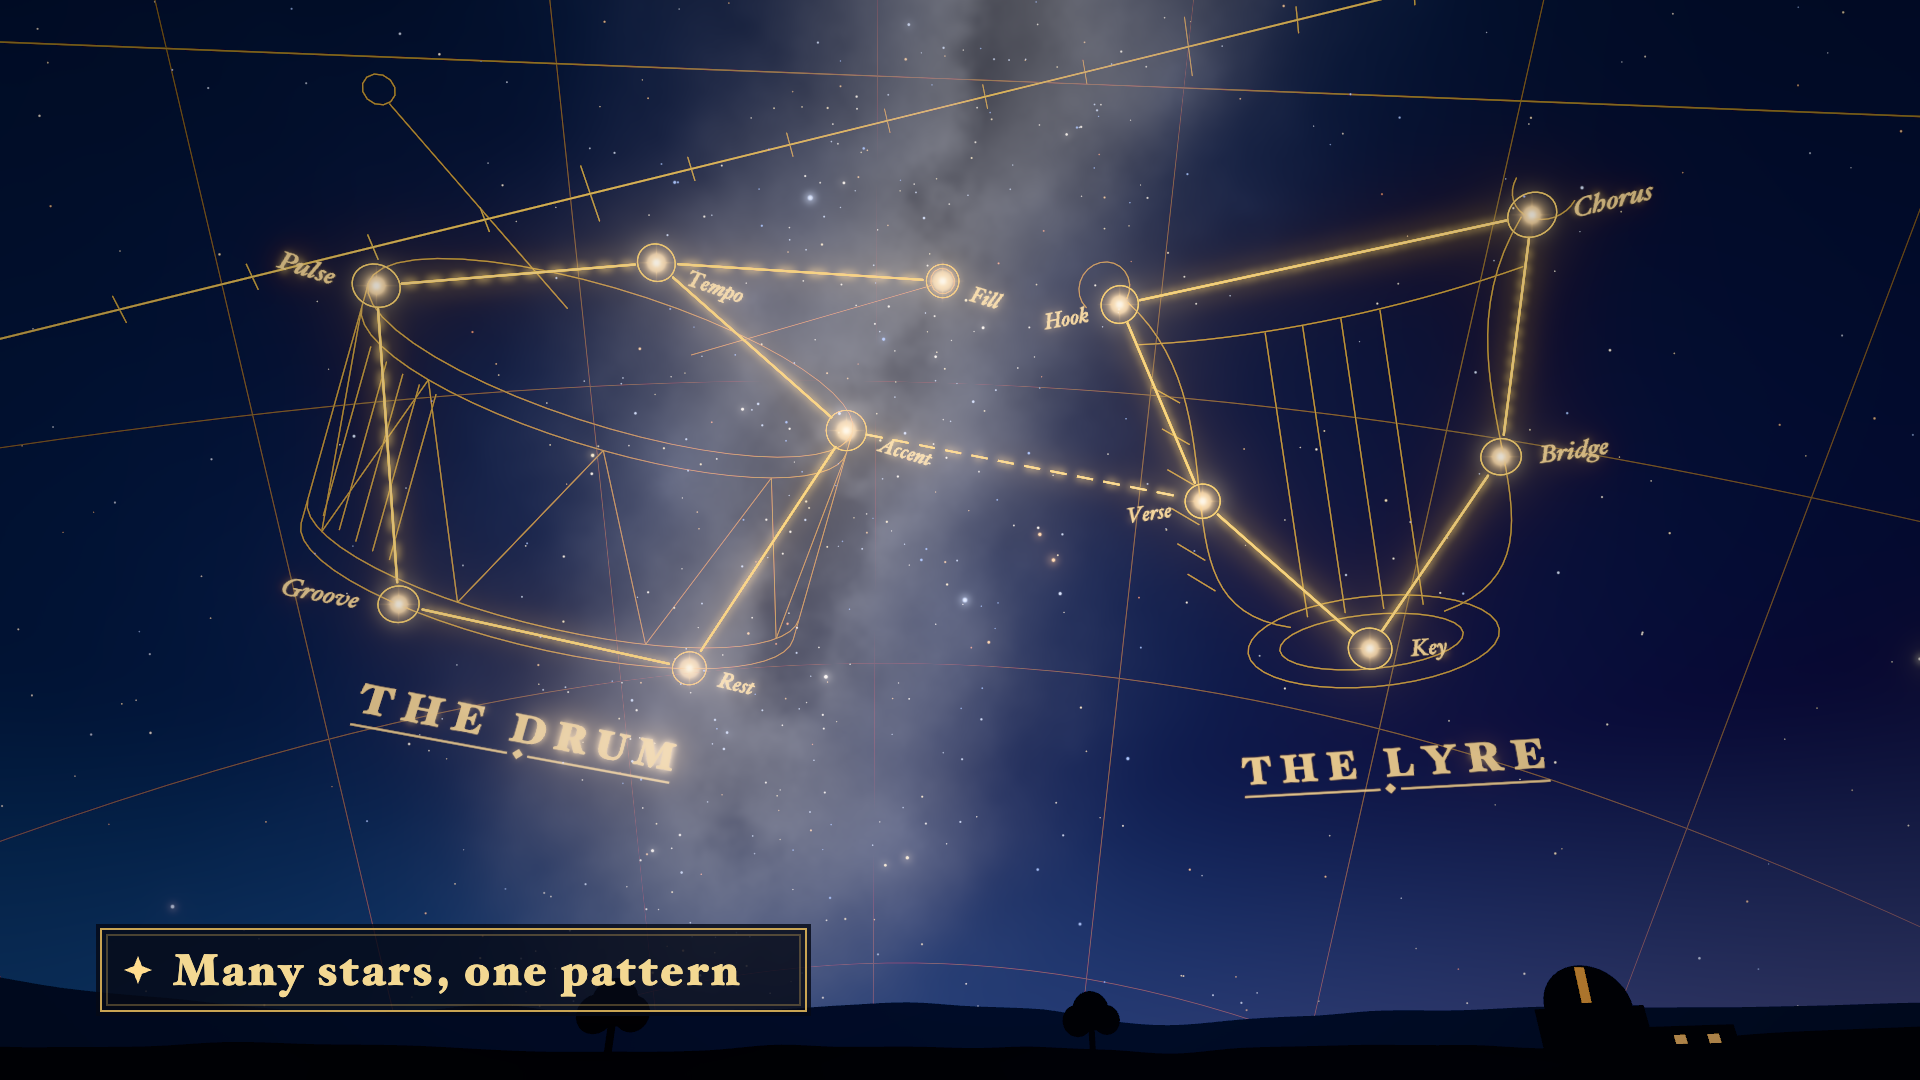 Pulse
Tempo
Fill
Accent
Groove
Rest
THE DRUM
Hook
Chorus
Verse
Bridge
Key
THE LYRE
Many stars, one pattern